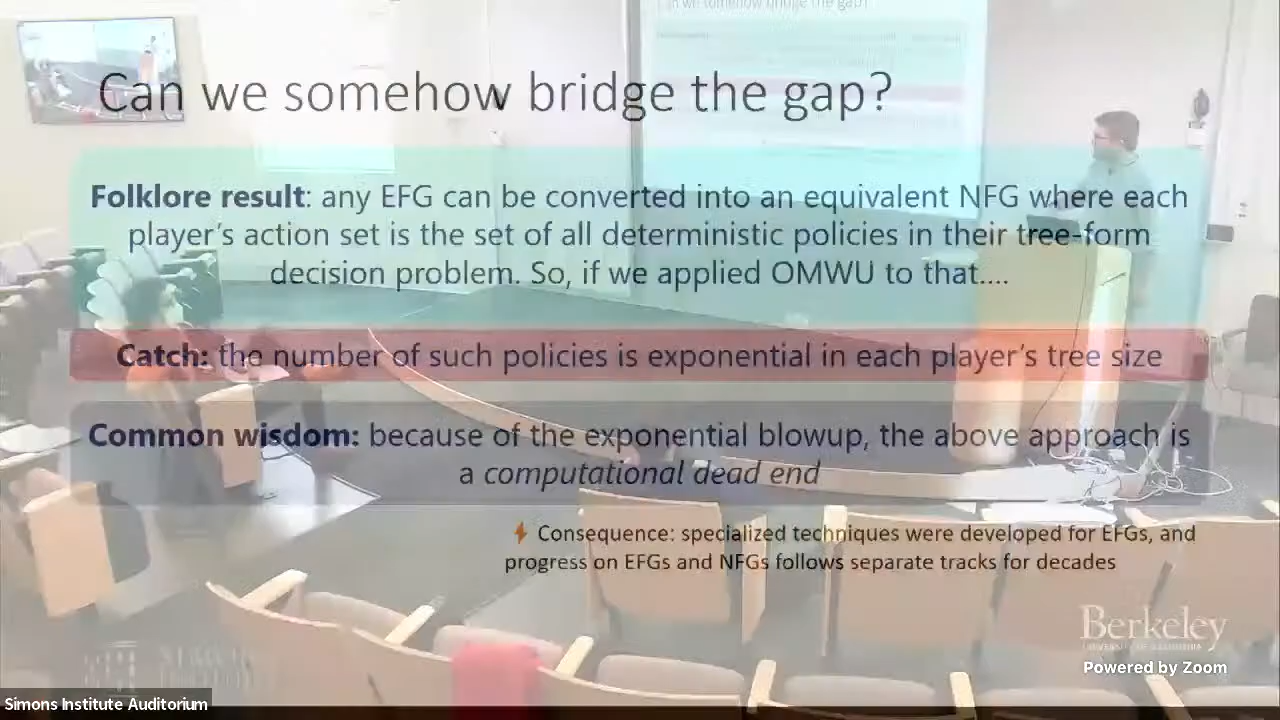 Can we somehow bridge the gap?
Folklore result: any EFG can be converted into an equivalent NFG where each
player's action set is the set of all deterministic policies in their tree-form
decision problem. So, if we applied OMWU to that....
Catch: the number of such policies is exponential in each player's tree size
Common wisdom: because of the exponential blowup, the above approach is
a computational dead end
⚡ Consequence: specialized techniques were developed for EFGs, and
progress on EFGs and NFGs follows separate tracks for decades
Berkeley
Powered by Zoom
Simons Institute Auditorium